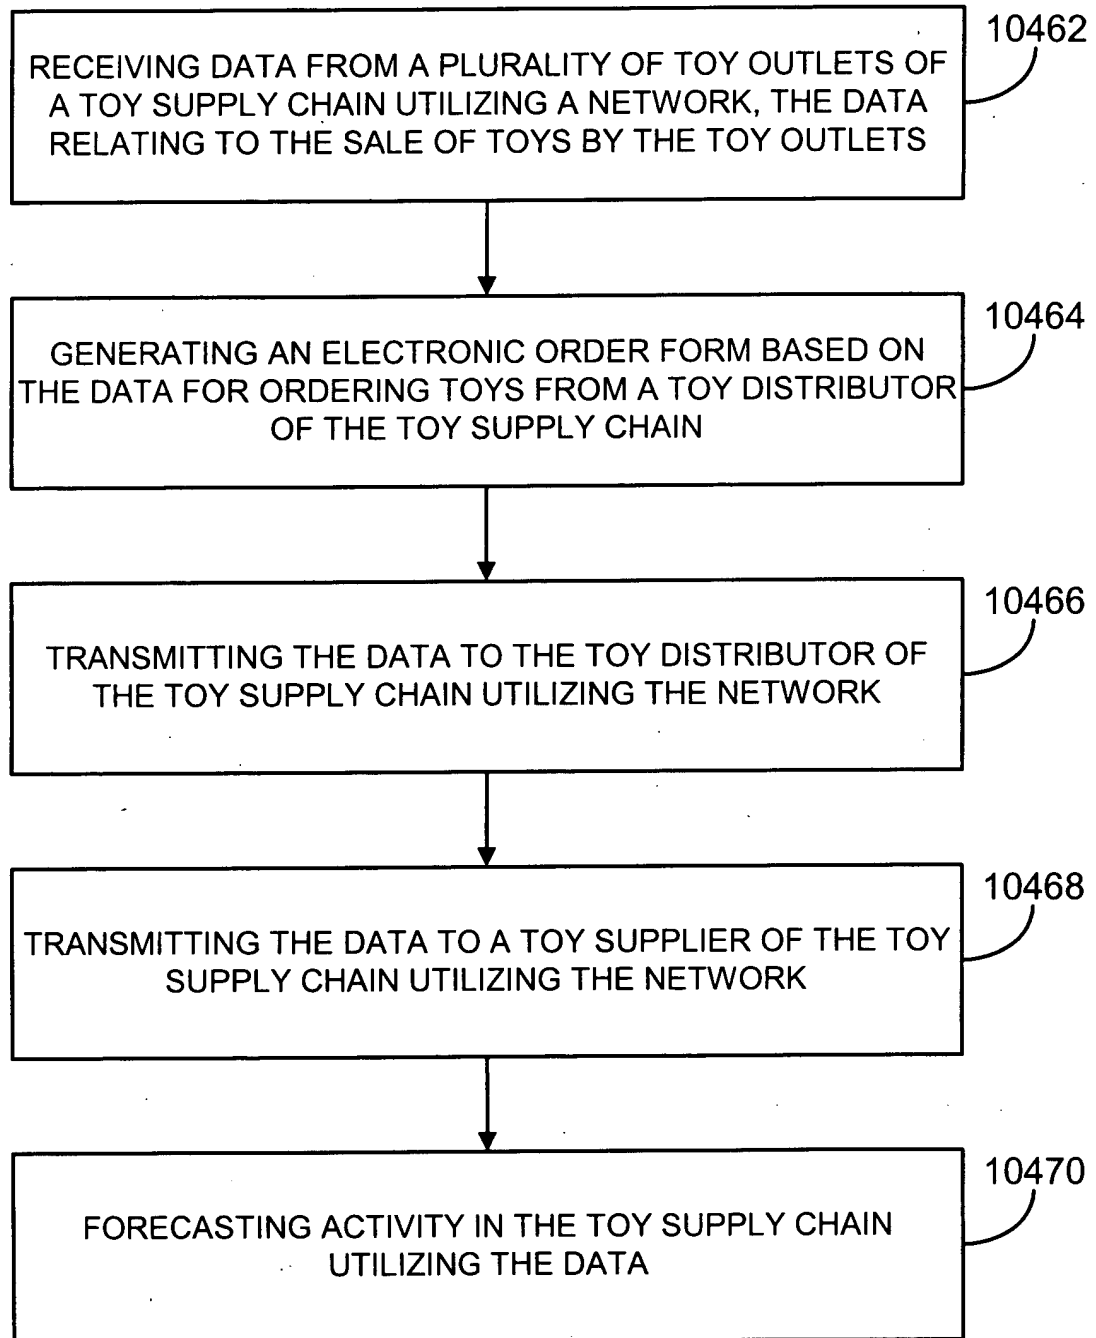 10462
RECEIVING DATA FROM A PLURALITY OF TOY OUTLETS OF
A TOY SUPPLY CHAIN UTILIZING A NETWORK, THE DATA
RELATING TO THE SALE OF TOYS BY THE TOY OUTLETS
10464
GENERATING AN ELECTRONIC ORDER FORM BASED ON
THE DATA FOR ORDERING TOYS FROM A TOY DISTRIBUTOR
OF THE TOY SUPPLY CHAIN
10466
TRANSMITTING THE DATA TO THE TOY DISTRIBUTOR OF
THE TOY SUPPLY CHAIN UTILIZING THE NETWORK
10468
TRANSMITTING THE DATA TO A TOY SUPPLIER OF THE TOY
SUPPLY CHAIN UTILIZING THE NETWORK
10470
FORECASTING ACTIVITY IN THE TOY SUPPLY CHAIN
UTILIZING THE DATA